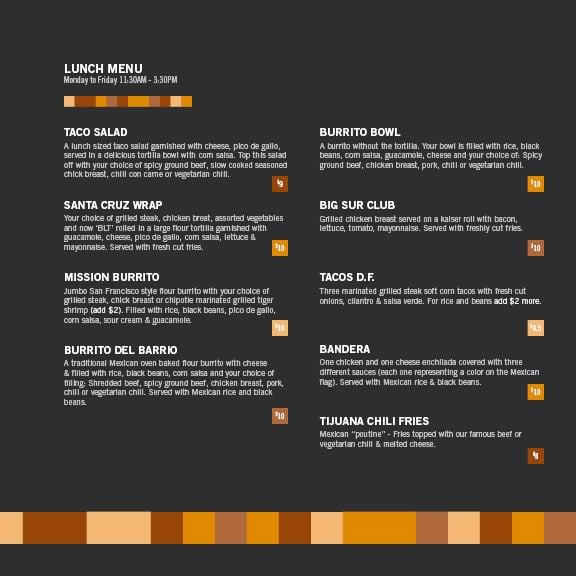 LUNCH MENU
Monday to Friday 11:30AM - 3:30PM
TACO SALAD
A lunch sized taco salad garnished with cheese, pico de gallo,
served in a delicious tortilla bowl with corn salsa. Top this salad
off with your choice of spicy ground beef, slow cooked seasoned
chick breast, chili con carne or vegetarian chili.
$9
SANTA CRUZ WRAP
Your choice of grilled steak, chicken breat, assorted vegetables
and now 'BLT' rolled in a large flour tortilla garnished with
guacamole, cheese, pico de gallo, corn salsa, lettuce &
mayonnaise. Served with fresh cut fries.
$10
MISSION BURRITO
Jumbo San Francisco style flour burrito with your choice of
grilled steak, chick breast or chipotle marinated grilled tiger
shrimp (add $2). Filled with rice, black beans, pico de gallo,
corn salsa, sour cream & guacamole.
$10
BURRITO DEL BARRIO
A traditional Mexican oven baked flour burrito with cheese
& filled with rice, black beans, corn salsa and your choice of
filling: Shredded beef, spicy ground beef, chicken breast, pork,
chili or vegetarian chili. Served with Mexican rice and black
beans.
$10
BURRITO BOWL
A burrito without the tortilla. Your bowl is filled with rice, black
beans, corn salsa, guacamole, cheese and your choice of: Spicy
ground beef, chicken breast, pork, chili or vegetarian chili.
$10
BIG SUR CLUB
Grilled chicken breast served on a kaiser roll with bacon,
lettuce, tomato, mayonnaise. Served with freshly cut fries.
$10
TACOS D.F.
Three marinated grilled steak soft corn tacos with fresh cut
onions, cilantro & salsa verde. For rice and beans add $2 more.
$8.5
BANDERA
One chicken and one cheese enchilada covered with three
different sauces (each one representing a color on the Mexican
flag). Served with Mexican rice & black beans.
$10
TIJUANA CHILI FRIES
Mexican "poutine" - Fries topped with our famous beef or
vegetarian chili & melted cheese.
$8